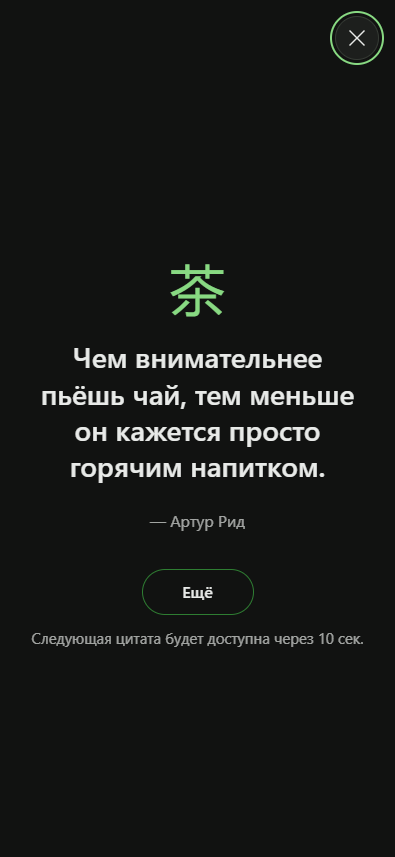 茶
Чем внимательнее
пьёшь чай, тем меньше
он кажется просто
горячим напитком.
— Артур Рид
Ещё
Следующая цитата будет доступна через 10 сек.